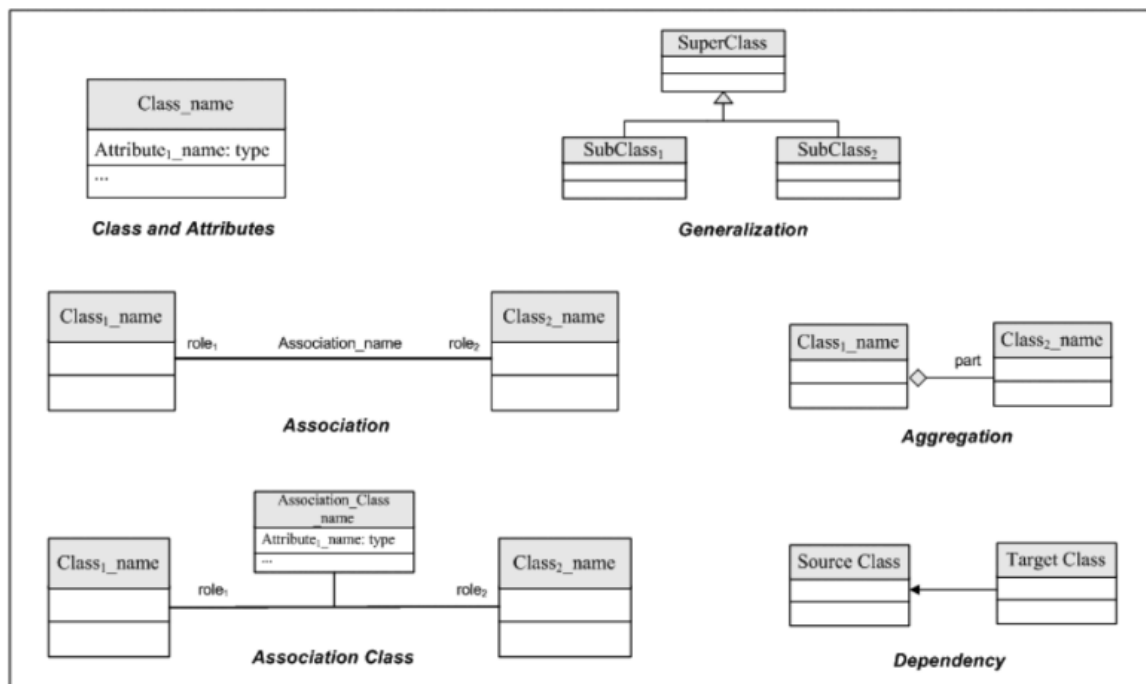 Class_name
Attribute₁_name: type
...
Class and Attributes
SuperClass
SubClass₁
SubClass₂
Generalization
Class₁_name
role₁
Association_name
role₂
Class₂_name
Association
Class₁_name
part
Class₂_name
Aggregation
Class₁_name
role₁
Association_Class
_name
Attribute₁_name: type
...
role₂
Class₂_name
Association Class
Source Class
Target Class
Dependency